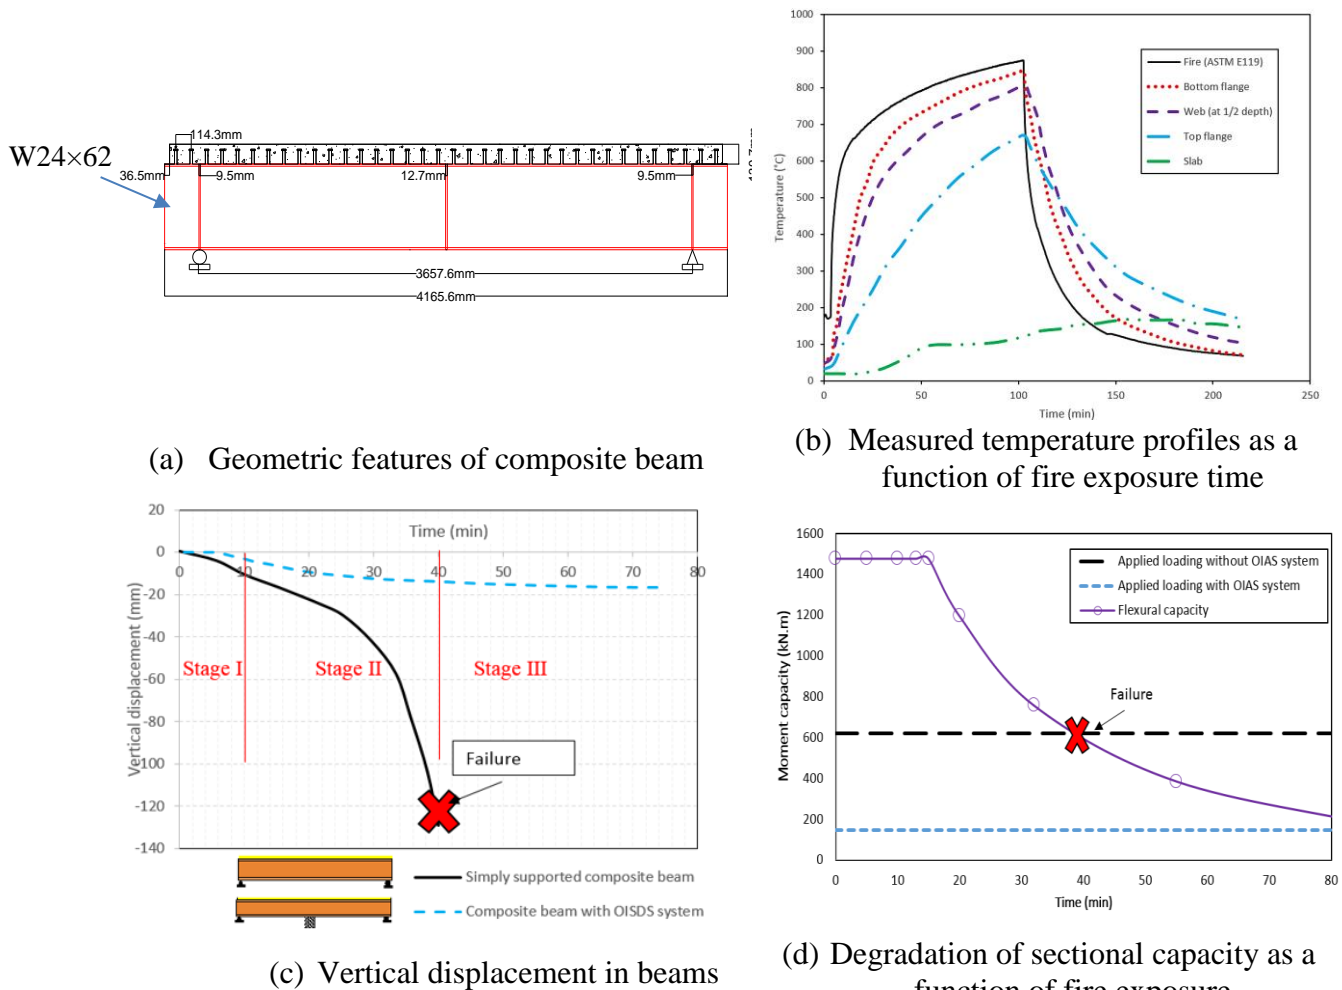 W24×62
114.3mm
36.5mm
9.5mm
12.7mm
9.5mm
3657.6mm
4165.6mm
(a) Geometric features of composite beam
1000
900
800
700
600
500
400
300
200
100
0
Temperature (°C)
0
50
100
150
200
250
Time (min)
Fire (ASTM E119)
Bottom flange
Web (at 1/2 depth)
Top flange
Slab
(b) Measured temperature profiles as a
function of fire exposure time
20
0
-20
-40
-60
-80
-100
-120
-140
Vertical displacement (mm)
Time (min)
0
10
20
30
40
50
60
70
80
Stage I
Stage II
Stage III
Failure
Simply supported composite beam
Composite beam with OISDS system
(c) Vertical displacement in beams
1600
1400
1200
1000
800
600
400
200
0
Moment capacity (kN.m)
0
10
20
30
40
50
60
70
80
Time (min)
Applied loading without OIAS system
Applied loading with OIAS system
Flexural capacity
Failure
(d) Degradation of sectional capacity as a
function of fire exposure